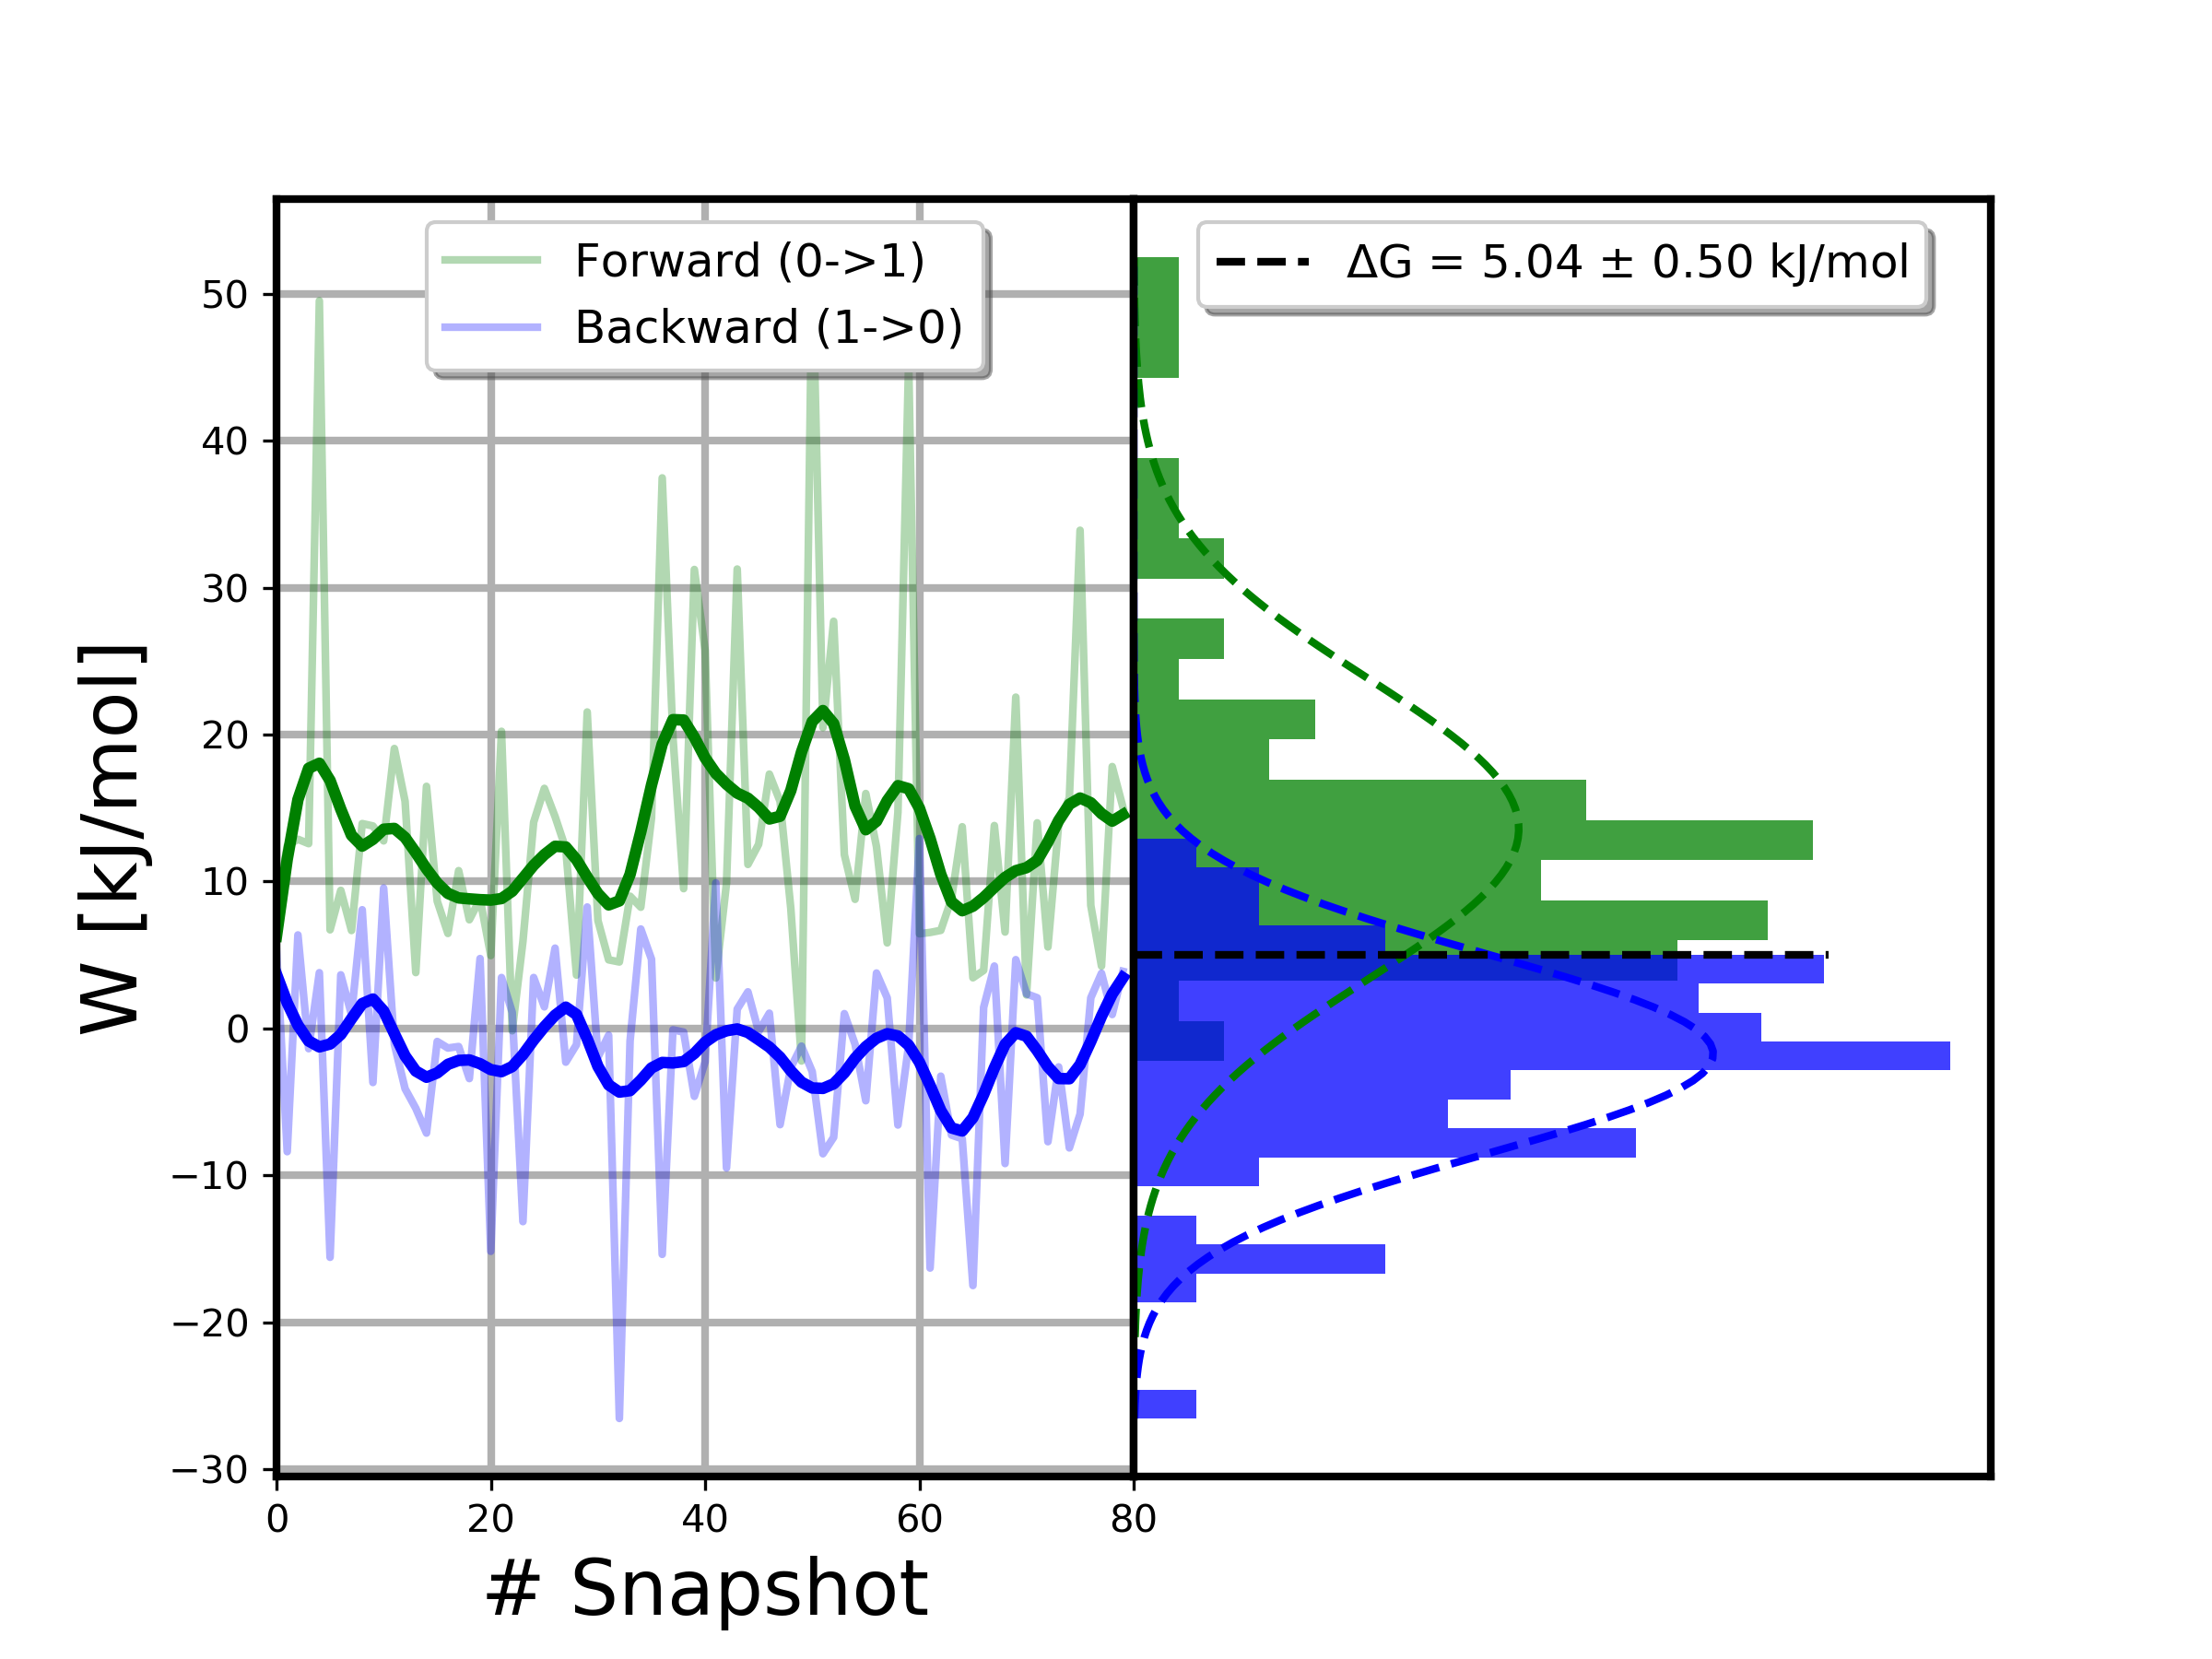 Forward (0->1)
Backward (1->0)
ΔG = 5.04 ± 0.50 kJ/mol
W [kJ/mol]
50
40
30
20
10
0
−10
−20
−30
0 20 40 60 80
# Snapshot